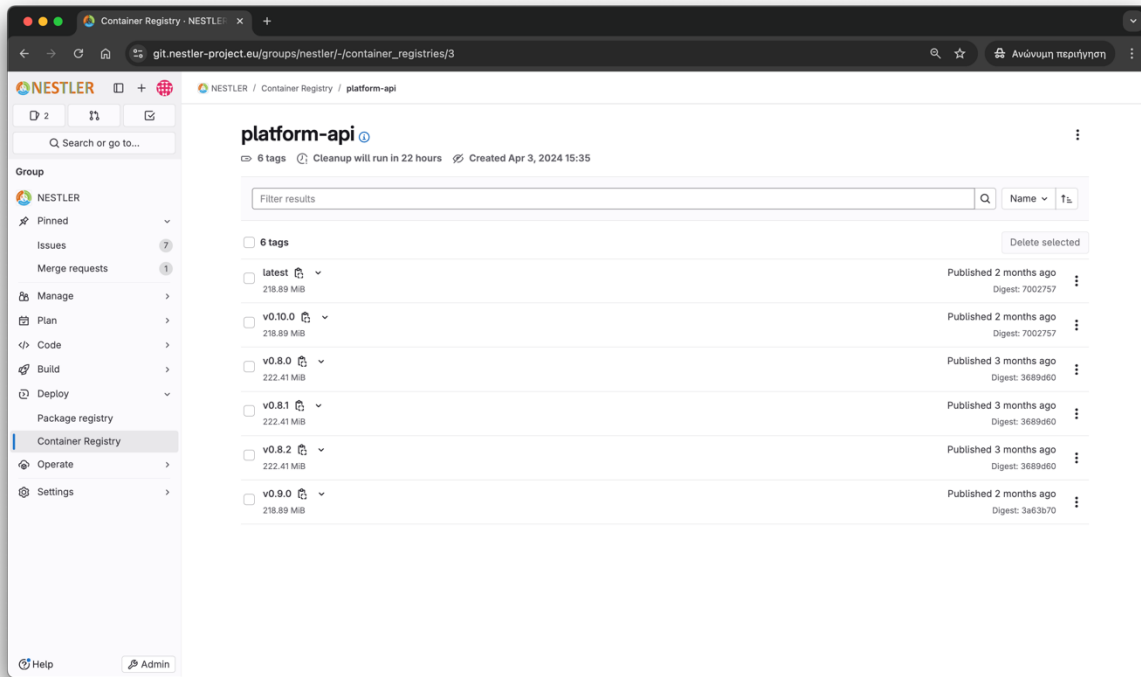 Container Registry · NESTLER
git.nestler-project.eu/groups/nestler/-/container_registries/3
Ανώνυμη περιήγηση
NESTLER
2
Search or go to...
Group
NESTLER
Pinned
Issues 7
Merge requests 1
Manage
Plan
Code
Build
Deploy
Package registry
Container Registry
Operate
Settings
Help
Admin
NESTLER / Container Registry / platform-api
platform-api
6 tags Cleanup will run in 22 hours Created Apr 3, 2024 15:35
Filter results Name
6 tags Delete selected
latest Published 2 months ago
218.89 MiB Digest: 7002757
v0.10.0 Published 2 months ago
218.89 MiB Digest: 7002757
v0.8.0 Published 3 months ago
222.41 MiB Digest: 3689d60
v0.8.1 Published 3 months ago
222.41 MiB Digest: 3689d60
v0.8.2 Published 3 months ago
222.41 MiB Digest: 3689d60
v0.9.0 Published 2 months ago
218.89 MiB Digest: 3a63b70